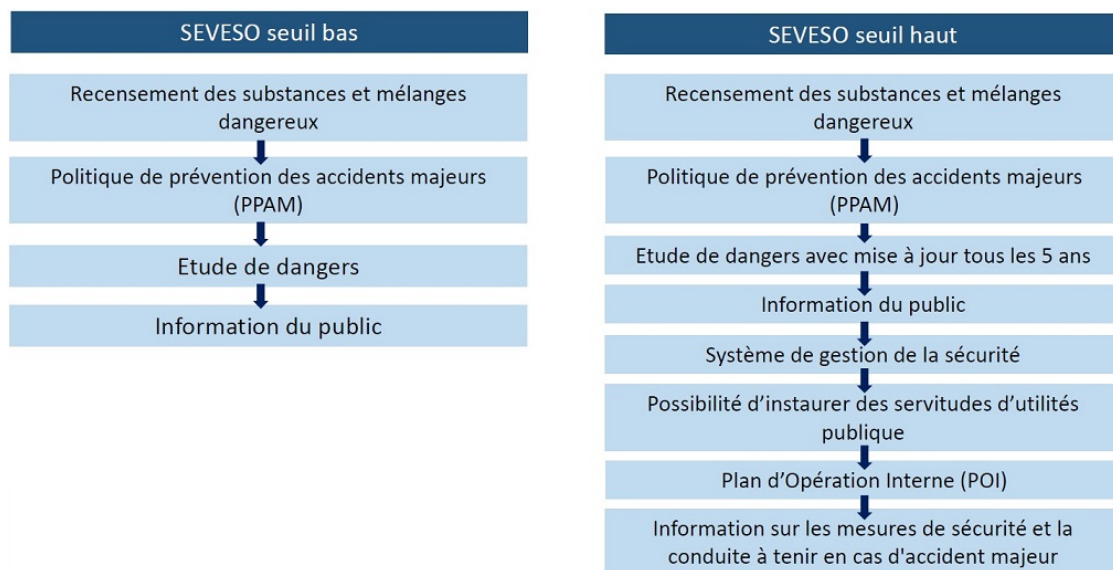 SEVESO seuil bas
Recensement des substances et mélanges
dangereux
Politique de prévention des accidents majeurs
(PPAM)
Etude de dangers
Information du public
SEVESO seuil haut
Recensement des substances et mélanges
dangereux
Politique de prévention des accidents majeurs
(PPAM)
Etude de dangers avec mise à jour tous les 5 ans
Information du public
Système de gestion de la sécurité
Possibilité d’instaurer des servitudes d’utilités
publique
Plan d’Opération Interne (POI)
Information sur les mesures de sécurité et la
conduite à tenir en cas d'accident majeur